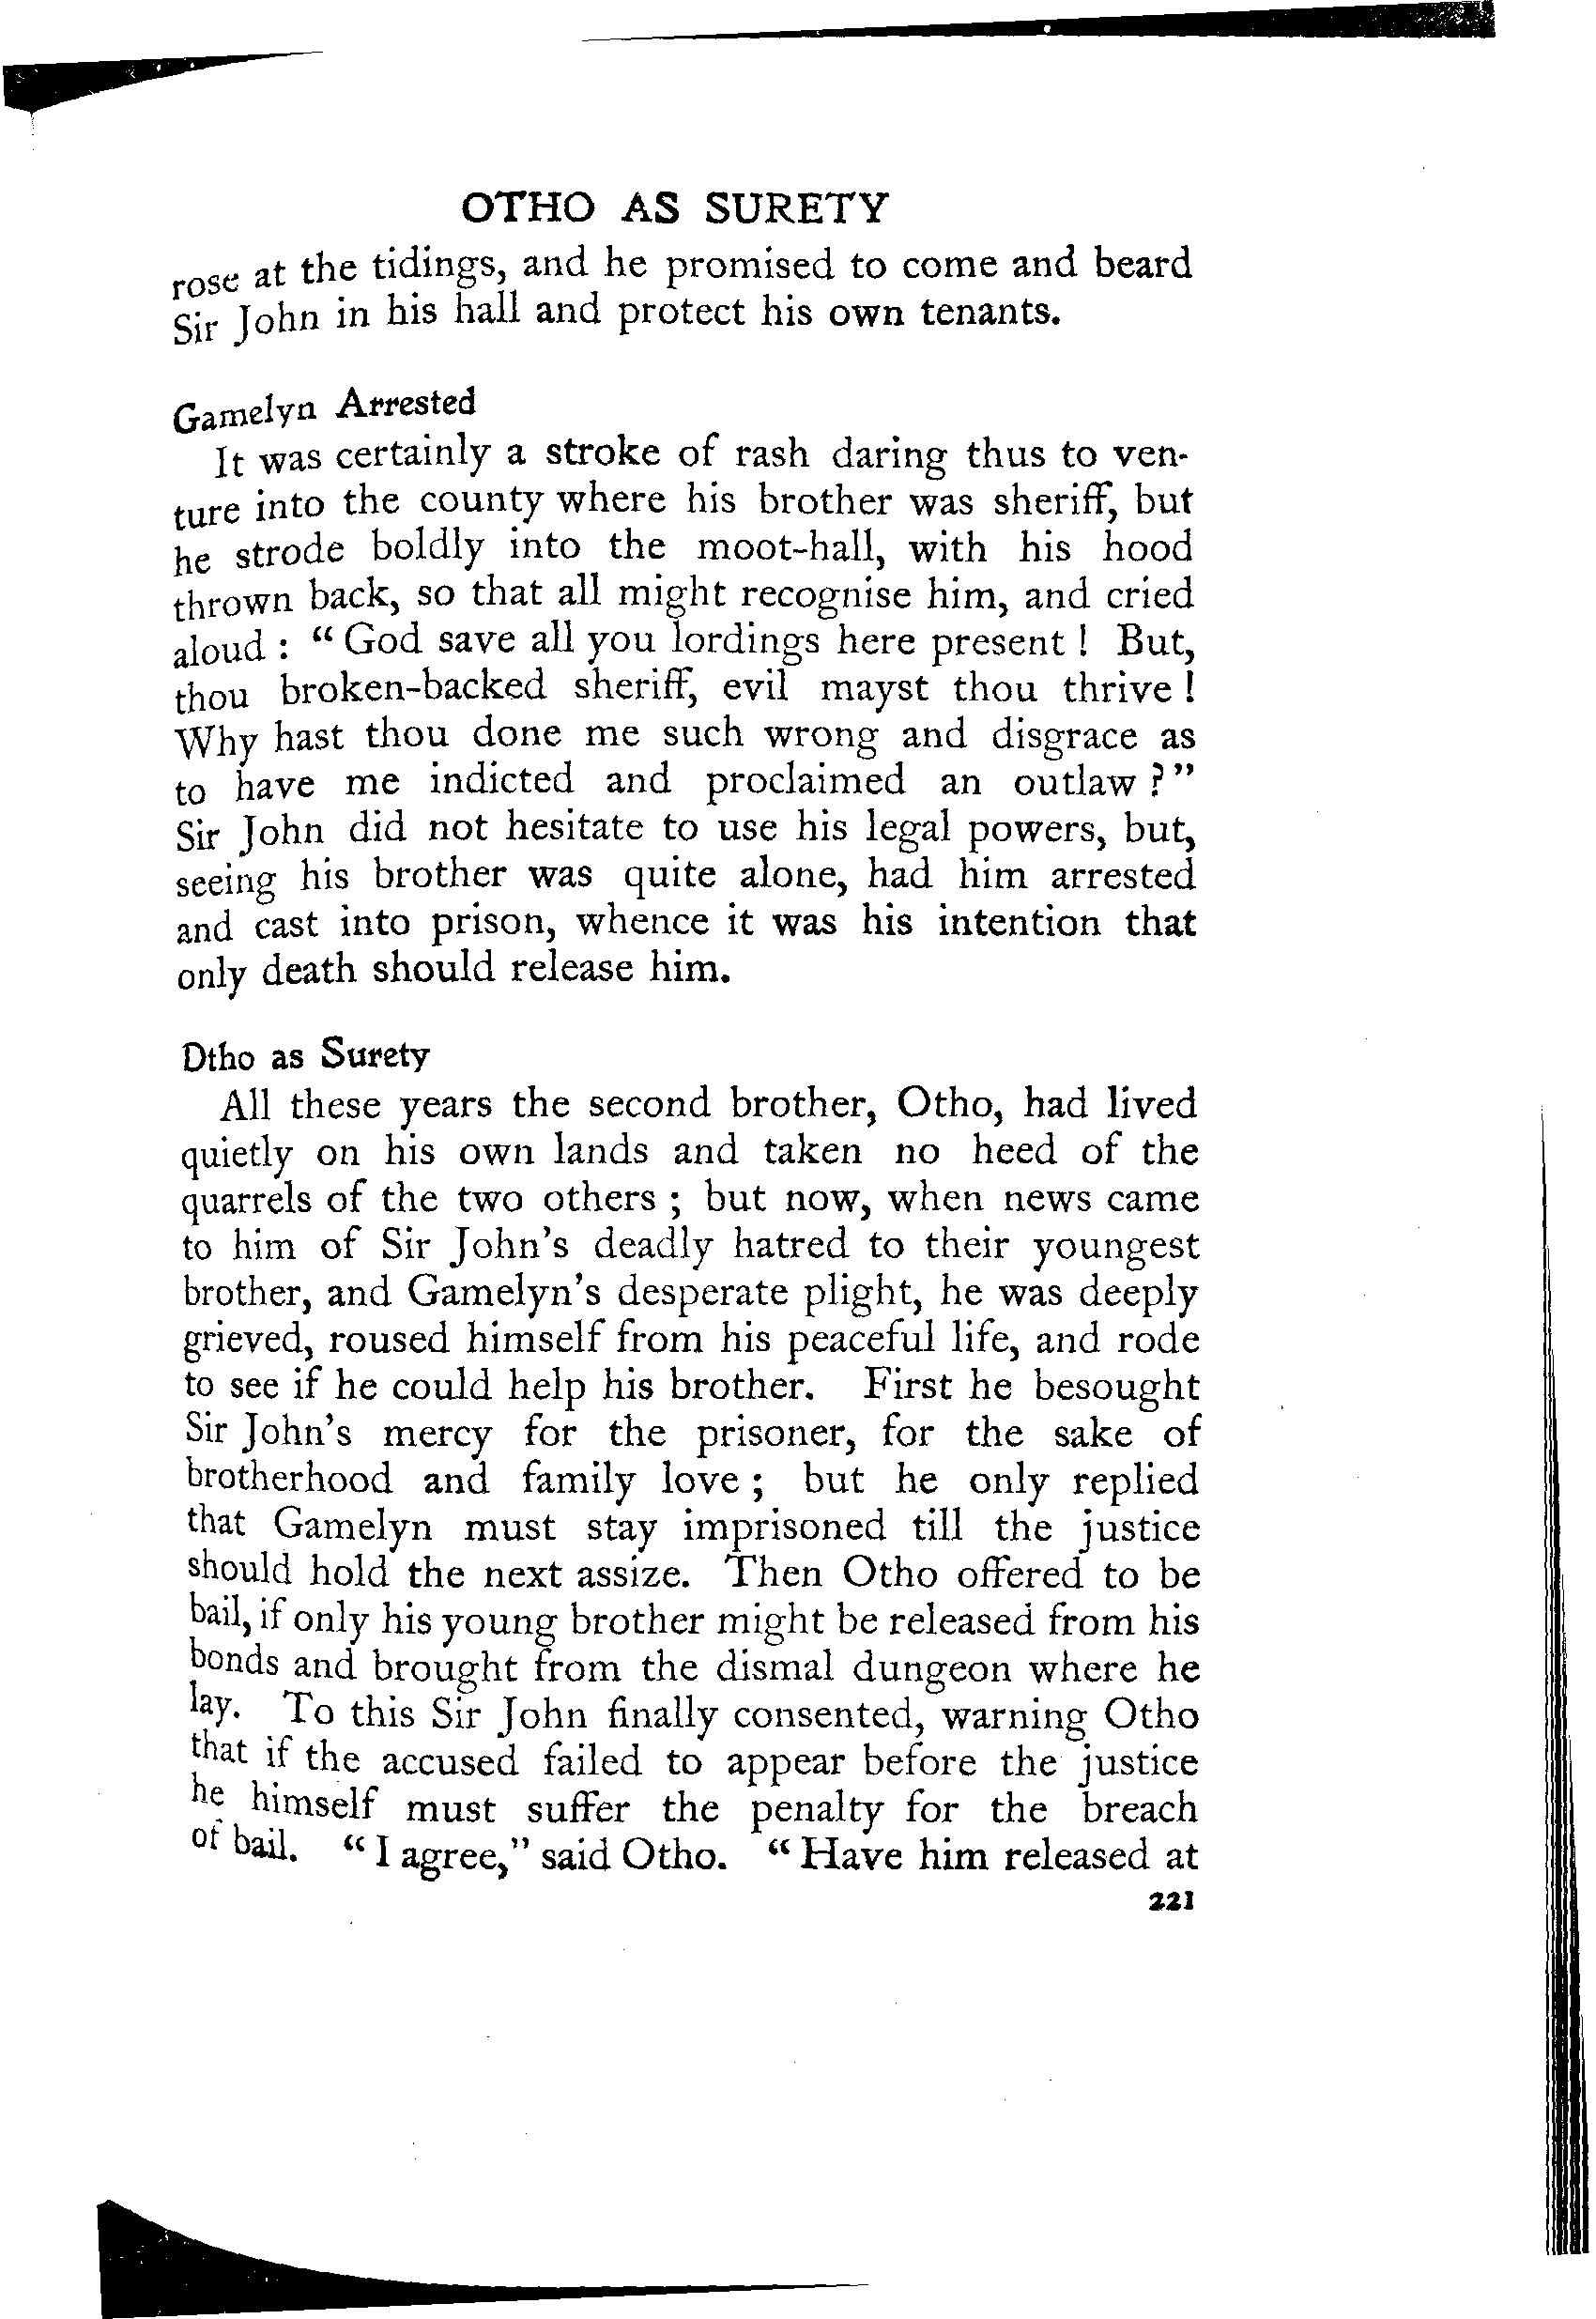 OTHO AS SURETY
rose at the tidings, and he promised to come and beard
Sir John in his hall and protect his own tenants.
Gamelyn Arrested
It was certainly a stroke of rash daring thus to ven-
ture into the county where his brother was sheriff, but
he strode boldly into the moot-hall, with his hood
thrown back, so that all might recognise him, and cried
aloud : “ God save all you lordings here present ! But,
thou broken-backed sheriff, evil mayst thou thrive !
Why hast thou done me such wrong and disgrace as
to have me indicted and proclaimed an outlaw ? ”
Sir John did not hesitate to use his legal powers, but,
seeing his brother was quite alone, had him arrested
and cast into prison, whence it was his intention that
only death should release him.
Otho as Surety
All these years the second brother, Otho, had lived
quietly on his own lands and taken no heed of the
quarrels of the two others ; but now, when news came
to him of Sir John's deadly hatred to their youngest
brother, and Gamelyn's desperate plight, he was deeply
grieved, roused himself from his peaceful life, and rode
to see if he could help his brother. First he besought
Sir John's mercy for the prisoner, for the sake of
brotherhood and family love ; but he only replied
that Gamelyn must stay imprisoned till the justice
should hold the next assize. Then Otho offered to be
bail, if only his young brother might be released from his
bonds and brought from the dismal dungeon where he
lay. To this Sir John finally consented, warning Otho
that if the accused failed to appear before the justice
he himself must suffer the penalty for the breach
of bail. “ I agree,” said Otho. “ Have him released at
221